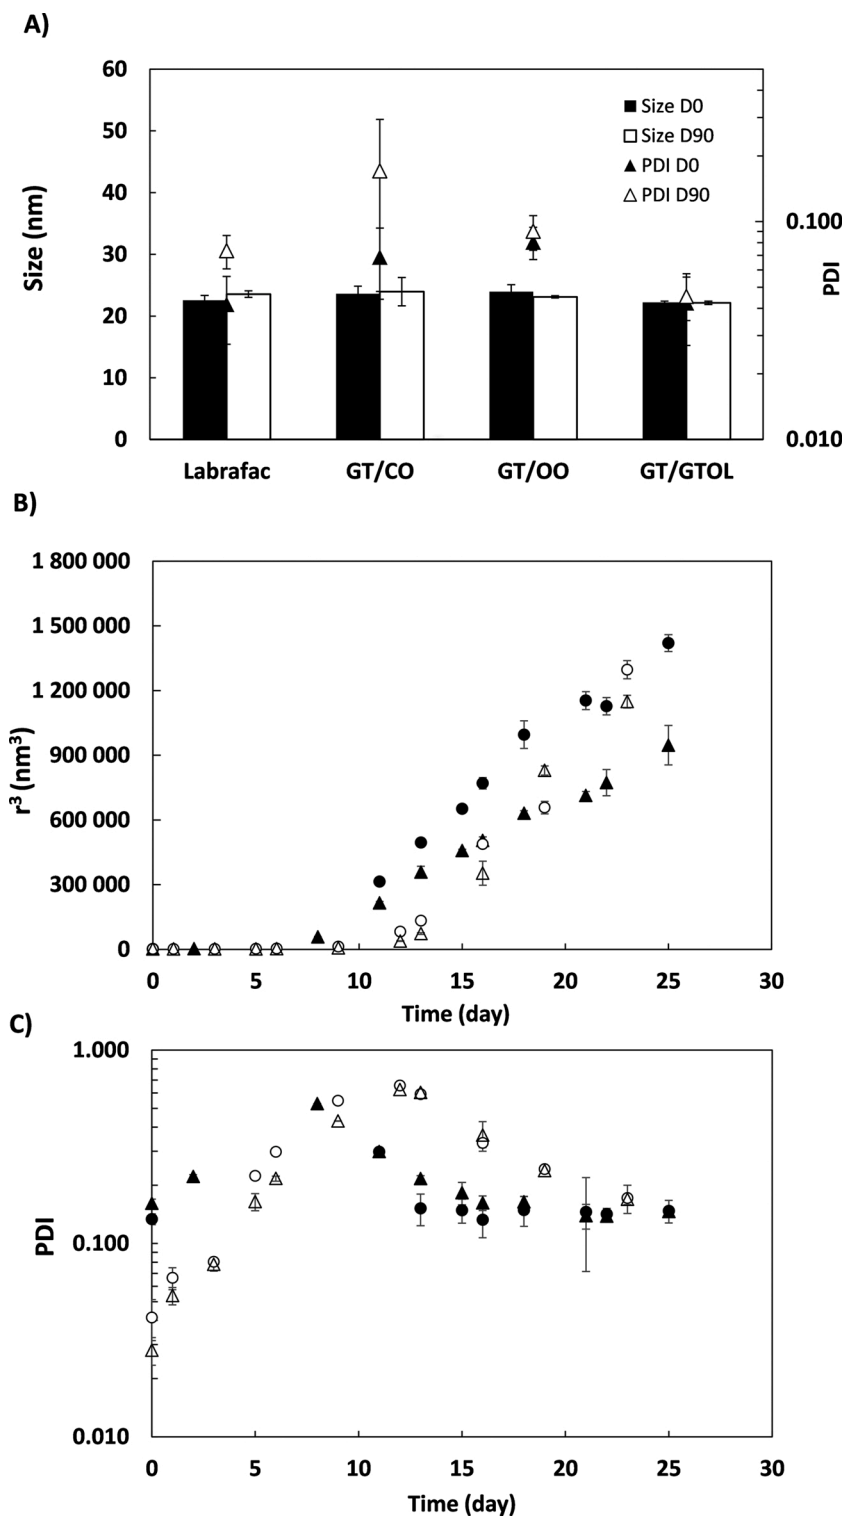 A)
60
50
40
30
20
10
0
Size (nm)
Size D0
Size D90
PDI D0
PDI D90
0.100
0.010
PDI
Labrafac GT/CO GT/OO GT/GTOL
B)
1 800 000
1 500 000
1 200 000
900 000
600 000
300 000
0
r³ (nm³)
0 5 10 15 20 25 30
Time (day)
C)
1.000
0.100
0.010
PDI
0 5 10 15 20 25 30
Time (day)